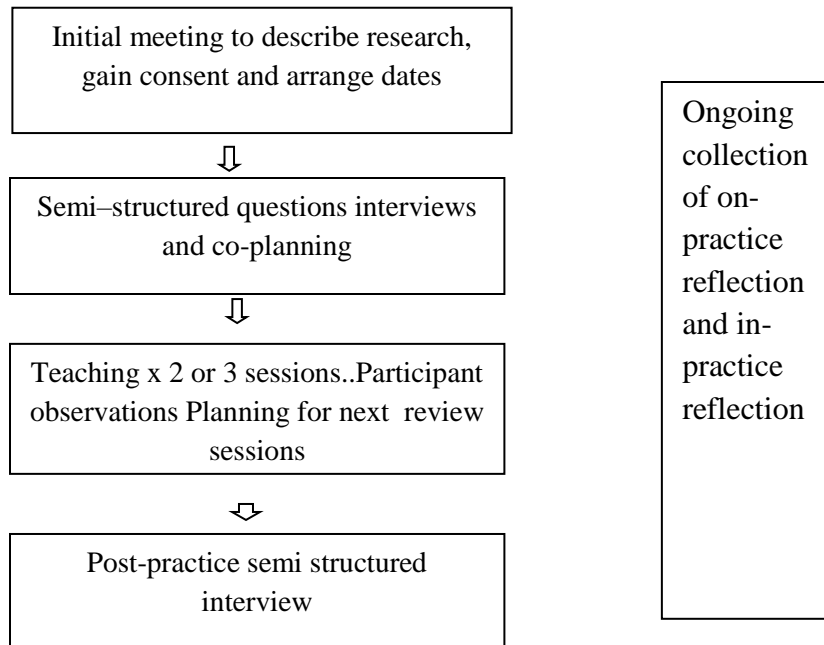 Initial meeting to describe research,
gain consent and arrange dates
Semi–structured questions interviews
and co-planning
Teaching x 2 or 3 sessions..Participant
observations Planning for next review
sessions
Post-practice semi structured
interview
Ongoing
collection
of on-
practice
reflection
and in-
practice
reflection